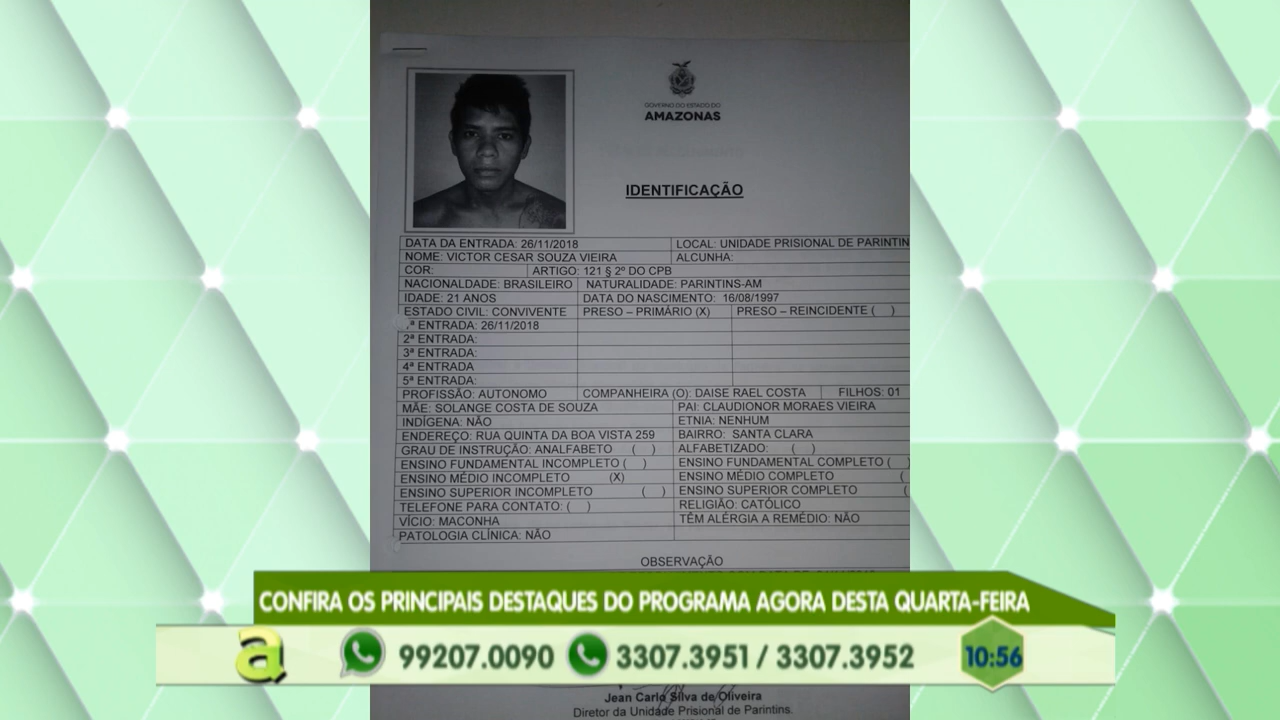 GOVERNO DO ESTADO DO
AMAZONAS
IDENTIFICAÇÃO
DATA DA ENTRADA: 26/11/2018 LOCAL: UNIDADE PRISIONAL DE PARINTIN
NOME: VICTOR CESAR SOUZA VIEIRA ALCUNHA:
COR: ARTIGO: 121 § 2º DO CPB
NACIONALDADE: BRASILEIRO NATURALIDADE: PARINTINS-AM
IDADE: 21 ANOS DATA DO NASCIMENTO: 16/08/1997
ESTADO CIVIL: CONVIVENTE PRESO – PRIMÁRIO (X) PRESO – REINCIDENTE ( )
ª ENTRADA: 26/11/2018
2ª ENTRADA:
3ª ENTRADA:
4ª ENTRADA
5ª ENTRADA:
PROFISSÃO: AUTONOMO COMPANHEIRA (O): DAISE RAEL COSTA FILHOS: 01
MÃE: SOLANGE COSTA DE SOUZA PAI: CLAUDIONOR MORAES VIEIRA
INDÍGENA: NÃO ETNIA: NENHUM
ENDEREÇO: RUA QUINTA DA BOA VISTA 259 BAIRRO: SANTA CLARA
GRAU DE INSTRUÇÃO: ANALFABETO ( ) ALFABETIZADO: ( )
ENSINO FUNDAMENTAL INCOMPLETO ( ) ENSINO FUNDAMENTAL COMPLETO ( )
ENSINO MÉDIO INCOMPLETO (X) ENSINO MÉDIO COMPLETO (
ENSINO SUPERIOR INCOMPLETO ( ) ENSINO SUPERIOR COMPLETO (
TELEFONE PARA CONTATO: ( ) RELIGIÃO: CATÓLICO
VÍCIO: MACONHA TÊM ALÉRGIA A REMÉDIO: NÃO
PATOLOGIA CLÍNICA: NÃO
OBSERVAÇÃO
CONFIRA OS PRINCIPAIS DESTAQUES DO PROGRAMA AGORA DESTA QUARTA-FEIRA
a 99207.0090 3307.3951 / 3307.3952 10:56
Jean Carlo Silva de Oliveira
Diretor da Unidade Prisional de Parintins.